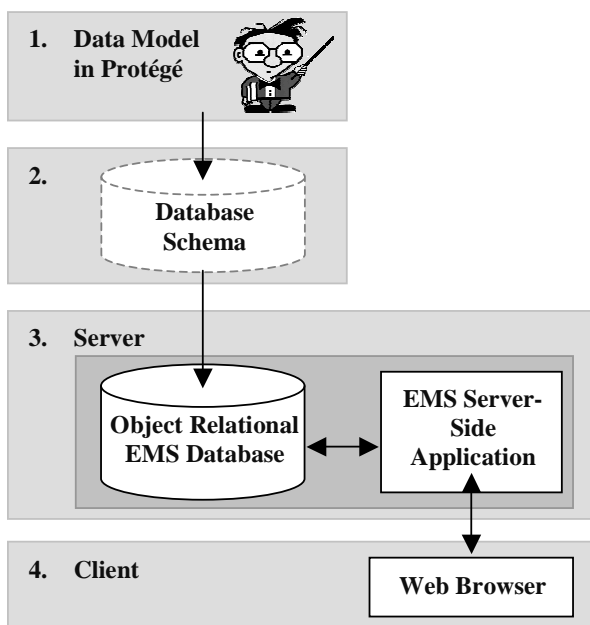 1. Data Model
in Protégé
2.
Database
Schema
3. Server
Object Relational
EMS Database
EMS Server-
Side
Application
4. Client
Web Browser